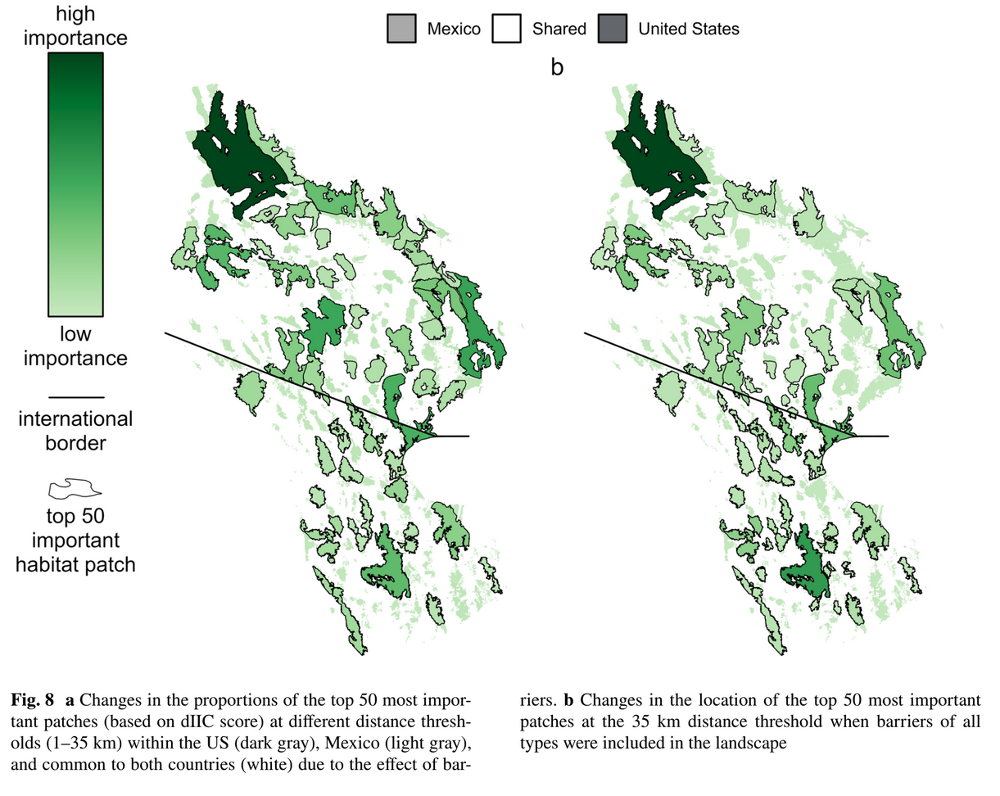 high
importance
Mexico
Shared
United States
b
low
importance
international
border
top 50
important
habitat patch
Fig. 8 a Changes in the proportions of the top 50 most impor-
tant patches (based on dIIC score) at different distance thresh-
olds (1–35 km) within the US (dark gray), Mexico (light gray),
and common to both countries (white) due to the effect of bar-
riers. b Changes in the location of the top 50 most important
patches at the 35 km distance threshold when barriers of all
types were included in the landscape